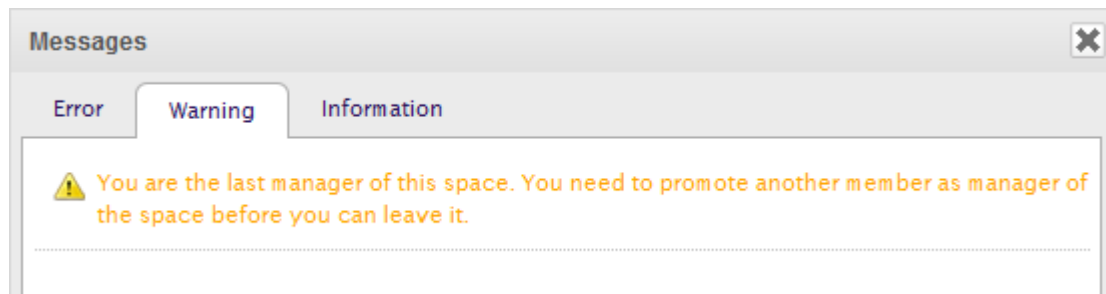 Messages
Error Warning Information
You are the last manager of this space. You need to promote another member as manager of
the space before you can leave it.